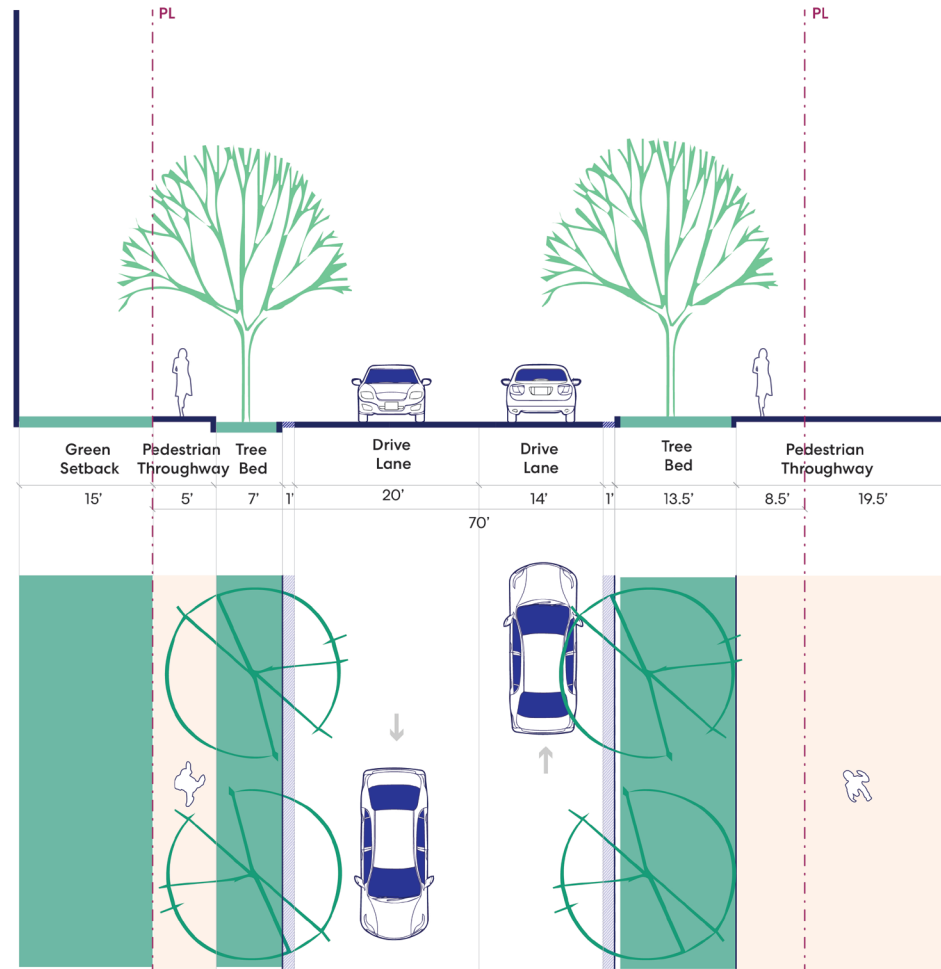 PL
PL
Green
Setback
Pedestrian
Throughway
Tree
Bed
Drive
Lane
Drive
Lane
Tree
Bed
Pedestrian
Throughway
15’
5’
7’
1’
20’
14’
1’
13.5’
8.5’
19.5’
70’